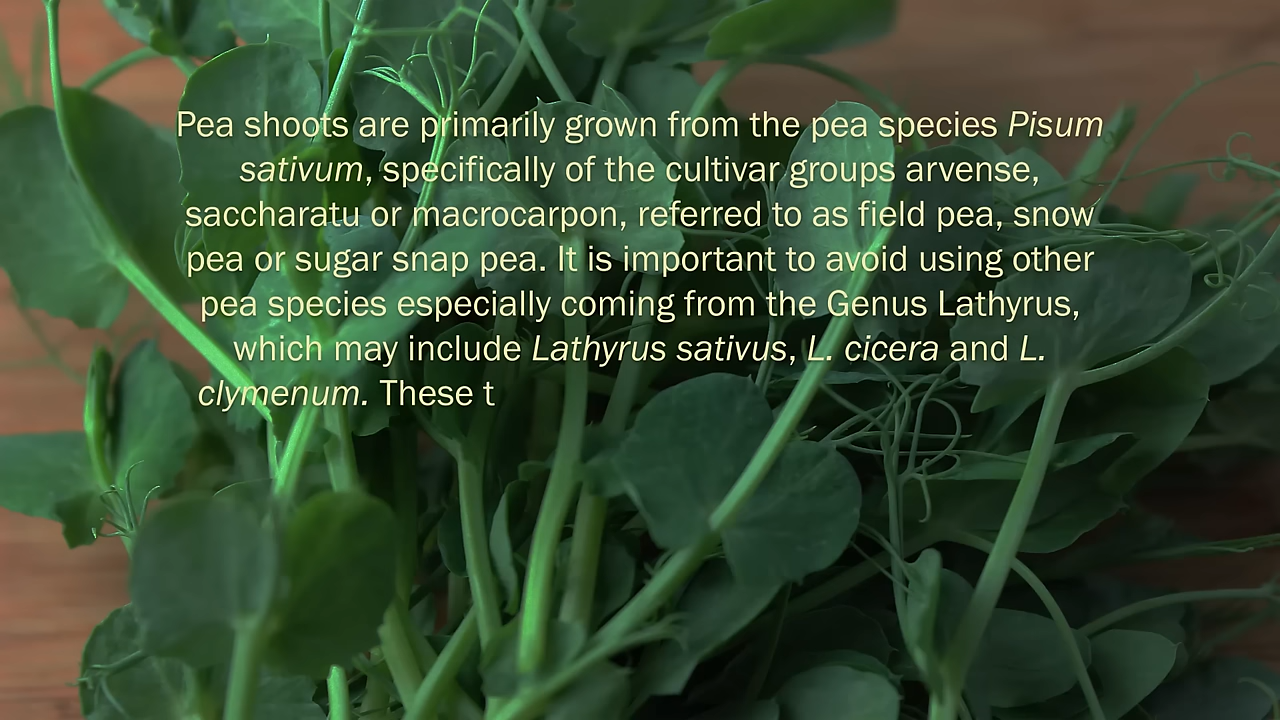 Pea shoots are primarily grown from the pea species Pisum
sativum, specifically of the cultivar groups arvense,
saccharatu or macrocarpon, referred to as field pea, snow
pea or sugar snap pea. It is important to avoid using other
pea species especially coming from the Genus Lathyrus,
which may include Lathyrus sativus, L. cicera and L.
clymenum. These t